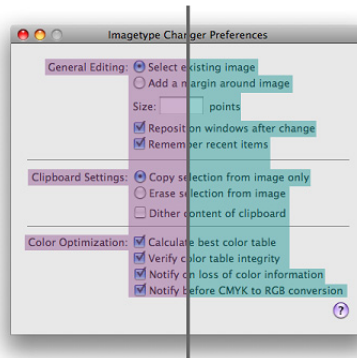 Imagetype Changer Preferences
General Editing: Select existing image
Add a margin around image
Size: points
Reposition windows after change
Remember recent items
Clipboard Settings: Copy selection from image only
Erase selection from image
Dither content of clipboard
Color Optimization: Calculate best color table
Verify color table integrity
Notify on loss of color information
Notify before CMYK to RGB conversion
?